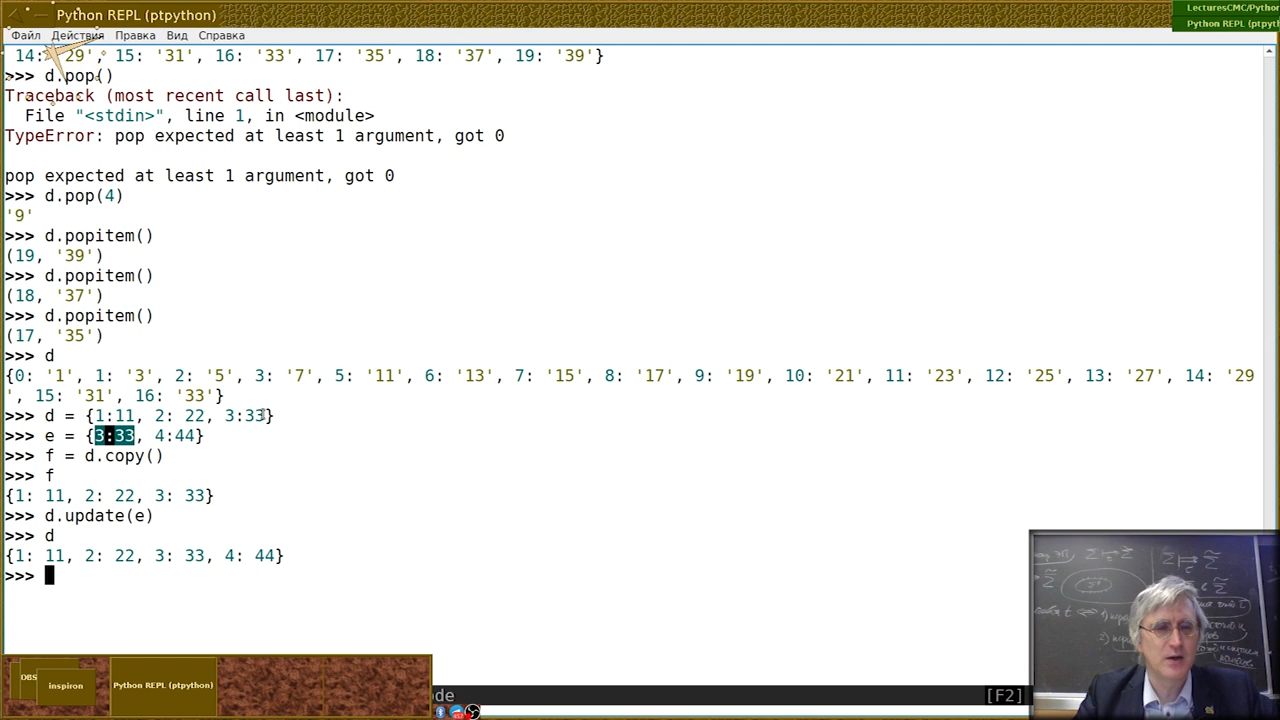 Python REPL (ptpython)
LecturesCMC/Pythor
Python REPL (ptpyt
Файл Действия Правка Вид Справка
14: '29', 15: '31', 16: '33', 17: '35', 18: '37', 19: '39'}
>>> d.pop()
Traceback (most recent call last):
File "<stdin>", line 1, in <module>
TypeError: pop expected at least 1 argument, got 0
pop expected at least 1 argument, got 0
>>> d.pop(4)
'9'
>>> d.popitem()
(19, '39')
>>> d.popitem()
(18, '37')
>>> d.popitem()
(17, '35')
>>> d
{0: '1', 1: '3', 2: '5', 3: '7', 5: '11', 6: '13', 7: '15', 8: '17', 9: '19', 10: '21', 11: '23', 12: '25', 13: '27', 14: '29
', 15: '31', 16: '33'}
>>> d = {1:11, 2: 22, 3:33}
>>> e = {3:33, 4:44}
>>> f = d.copy()
>>> f
{1: 11, 2: 22, 3: 33}
>>> d.update(e)
>>> d
{1: 11, 2: 22, 3: 33, 4: 44}
>>>
OBS
inspiron
Python REPL (ptpython)
de
[F2]